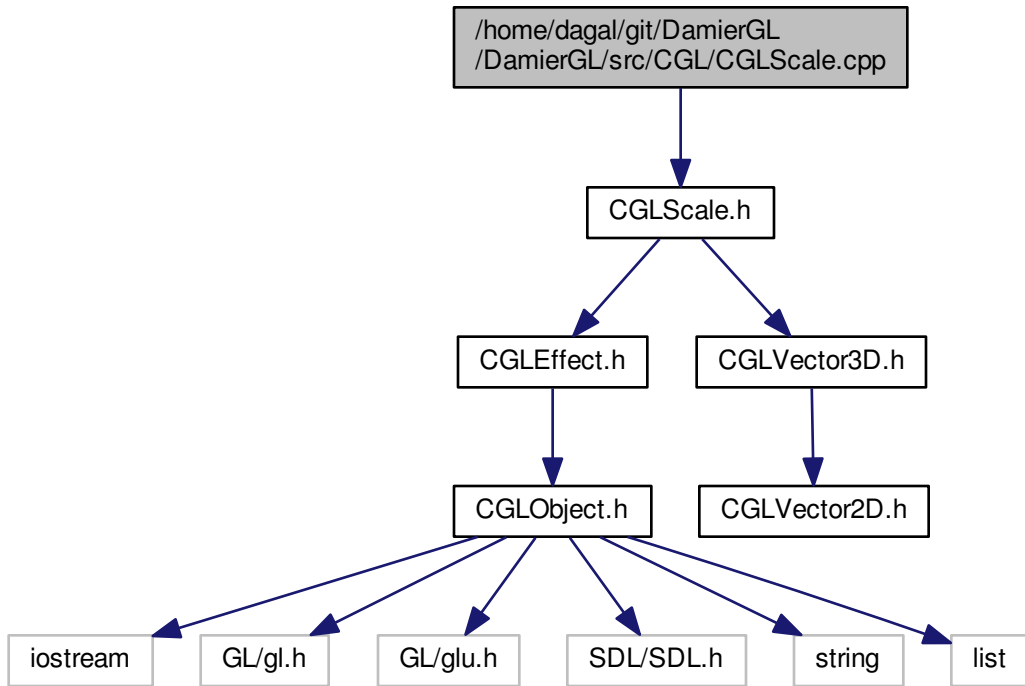 /home/dagal/git/DamierGL
/DamierGL/src/CGL/CGLScale.cpp
CGLScale.h
CGLEffect.h
CGLVector3D.h
CGLObject.h
CGLVector2D.h
iostream
GL/gl.h
GL/glu.h
SDL/SDL.h
string
list